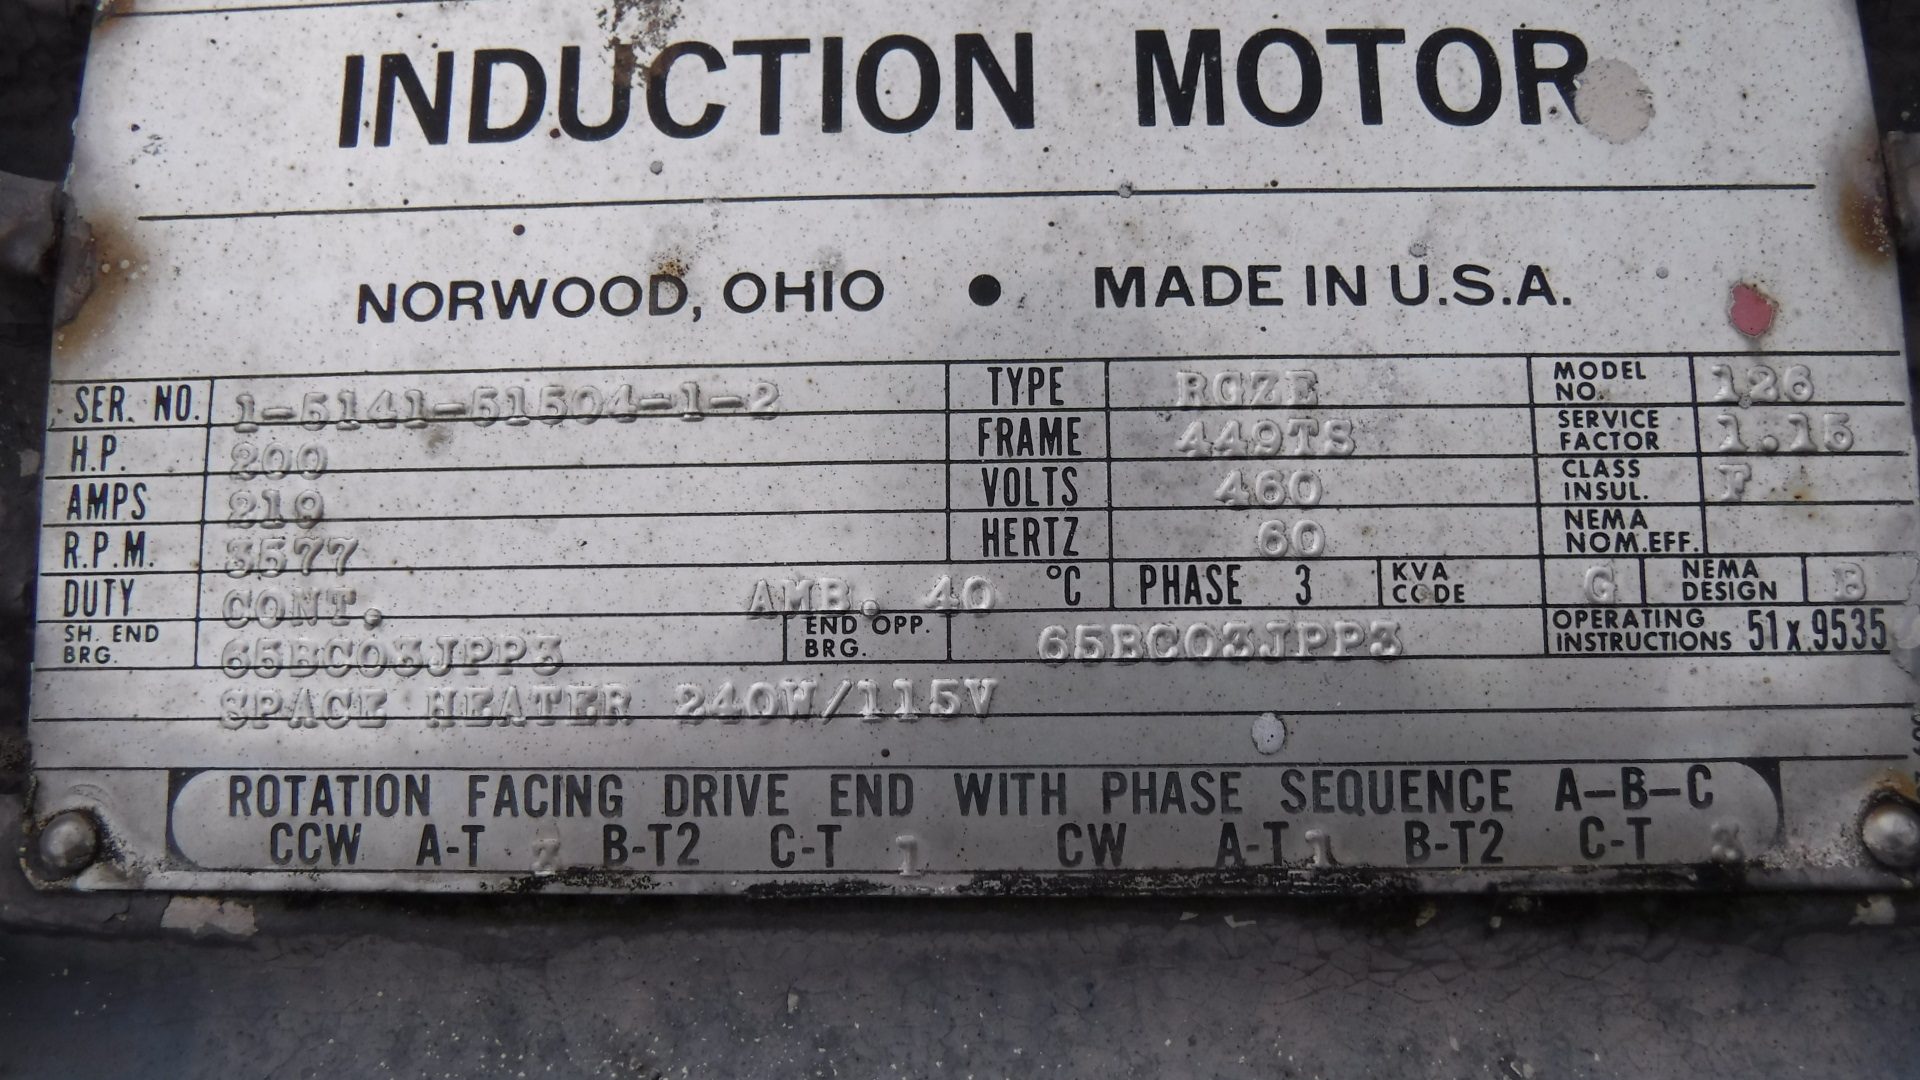 INDUCTION MOTOR
NORWOOD, OHIO • MADE IN U.S.A.
SER. NO. 1-5141-51504-1-2 TYPE RGZE MODEL NO. 126
H.P. 200 FRAME 449TS SERVICE FACTOR 1.15
AMPS 219 VOLTS 460 CLASS INSUL. F
R.P.M. 3577 HERTZ 60 NEMA NOM.EFF.
DUTY CONT. AMB. 40 °C PHASE 3 KVA CODE G NEMA DESIGN B
SH. END BRG. 65BC03JPP3 END OPP. BRG. 65BC03JPP3 OPERATING INSTRUCTIONS 51x9535
SPACE HEATER 240W/115V
ROTATION FACING DRIVE END WITH PHASE SEQUENCE A-B-C
CCW A-T 3 B-T2 C-T 1 CW A-T 1 B-T2 C-T 3